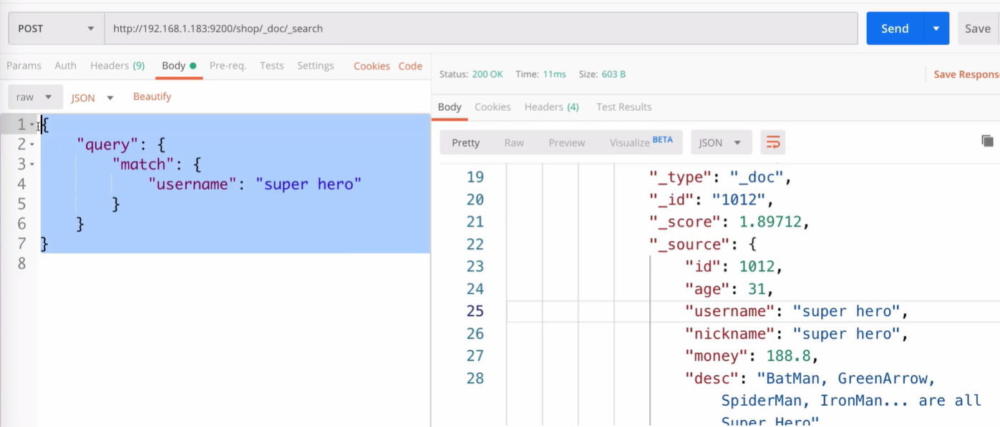 POST http://192.168.1.183:9200/shop/_doc/_search Send Save
Params Auth Headers (9) Body Pre-req. Tests Settings Cookies Code
raw JSON Beautify
1 {
2 "query": {
3 "match": {
4 "username": "super hero"
5 }
6 }
7 }
8
Status: 200 OK Time: 11ms Size: 603 B Save Respons
Body Cookies Headers (4) Test Results
Pretty Raw Preview Visualize BETA JSON
19 "_type": "_doc",
20 "_id": "1012",
21 "_score": 1.89712,
22 "_source": {
23 "id": 1012,
24 "age": 31,
25 "username": "super hero",
26 "nickname": "super hero",
27 "money": 188.8,
28 "desc": "BatMan, GreenArrow,
SpiderMan, IronMan... are all
Super Hero"